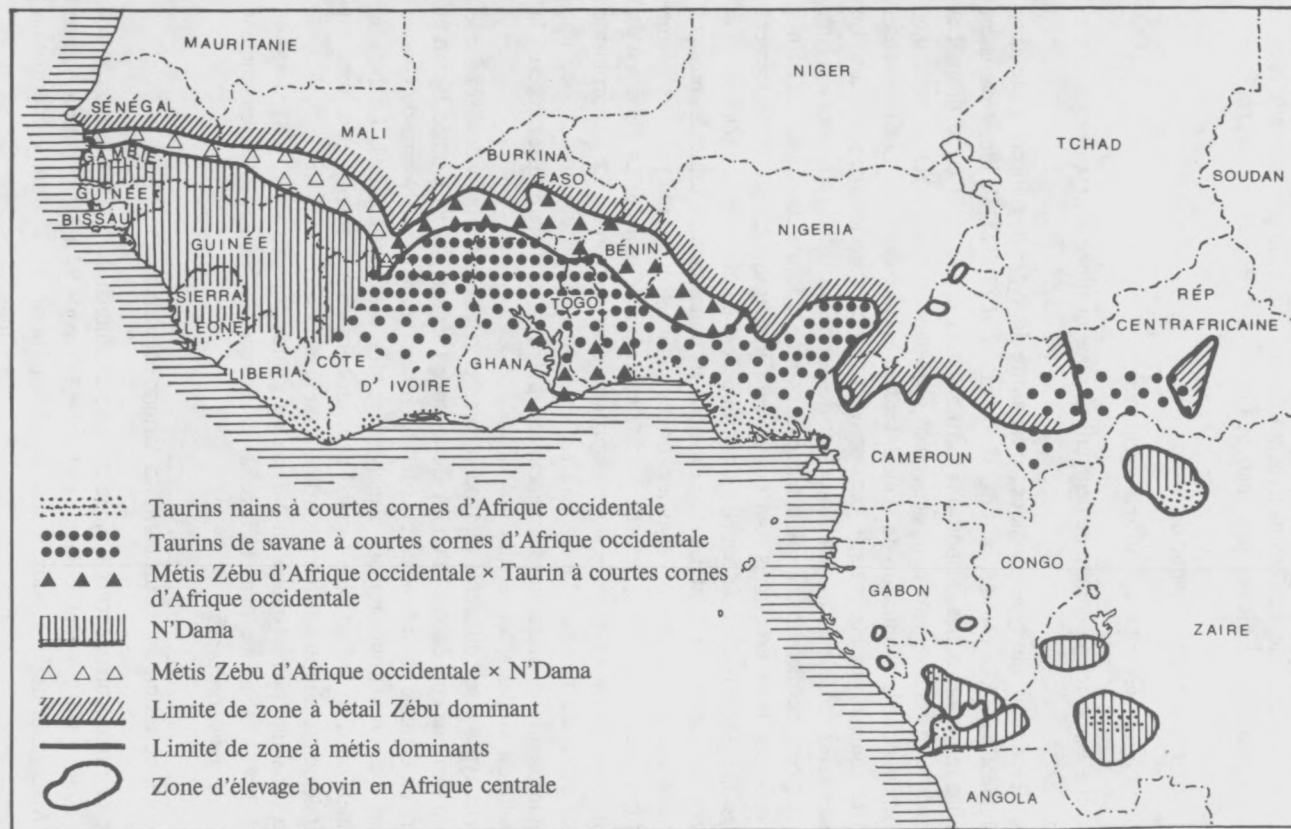 MAURITANIE
NIGER
TCHAD
SÉNÉGAL
MALI
SOUDAN
GAMBIE
BURKINA
FASO
GUINÉE
BISSAU
GUINÉE
BÉNIN
NIGERIA
SIERRA
LEONE
TOGO
RÉP
CENTRAFRICAINE
LIBERIA
CÔTE
D' IVOIRE
GHANA
CAMEROUN
CONGO
GABON
ZAIRE
ANGOLA
Taurins nains à courtes cornes d'Afrique occidentale
Taurins de savane à courtes cornes d'Afrique occidentale
Métis Zébu d'Afrique occidentale × Taurin à courtes cornes
d'Afrique occidentale
N'Dama
Métis Zébu d'Afrique occidentale × N'Dama
Limite de zone à bétail Zébu dominant
Limite de zone à métis dominants
Zone d'élevage bovin en Afrique centrale